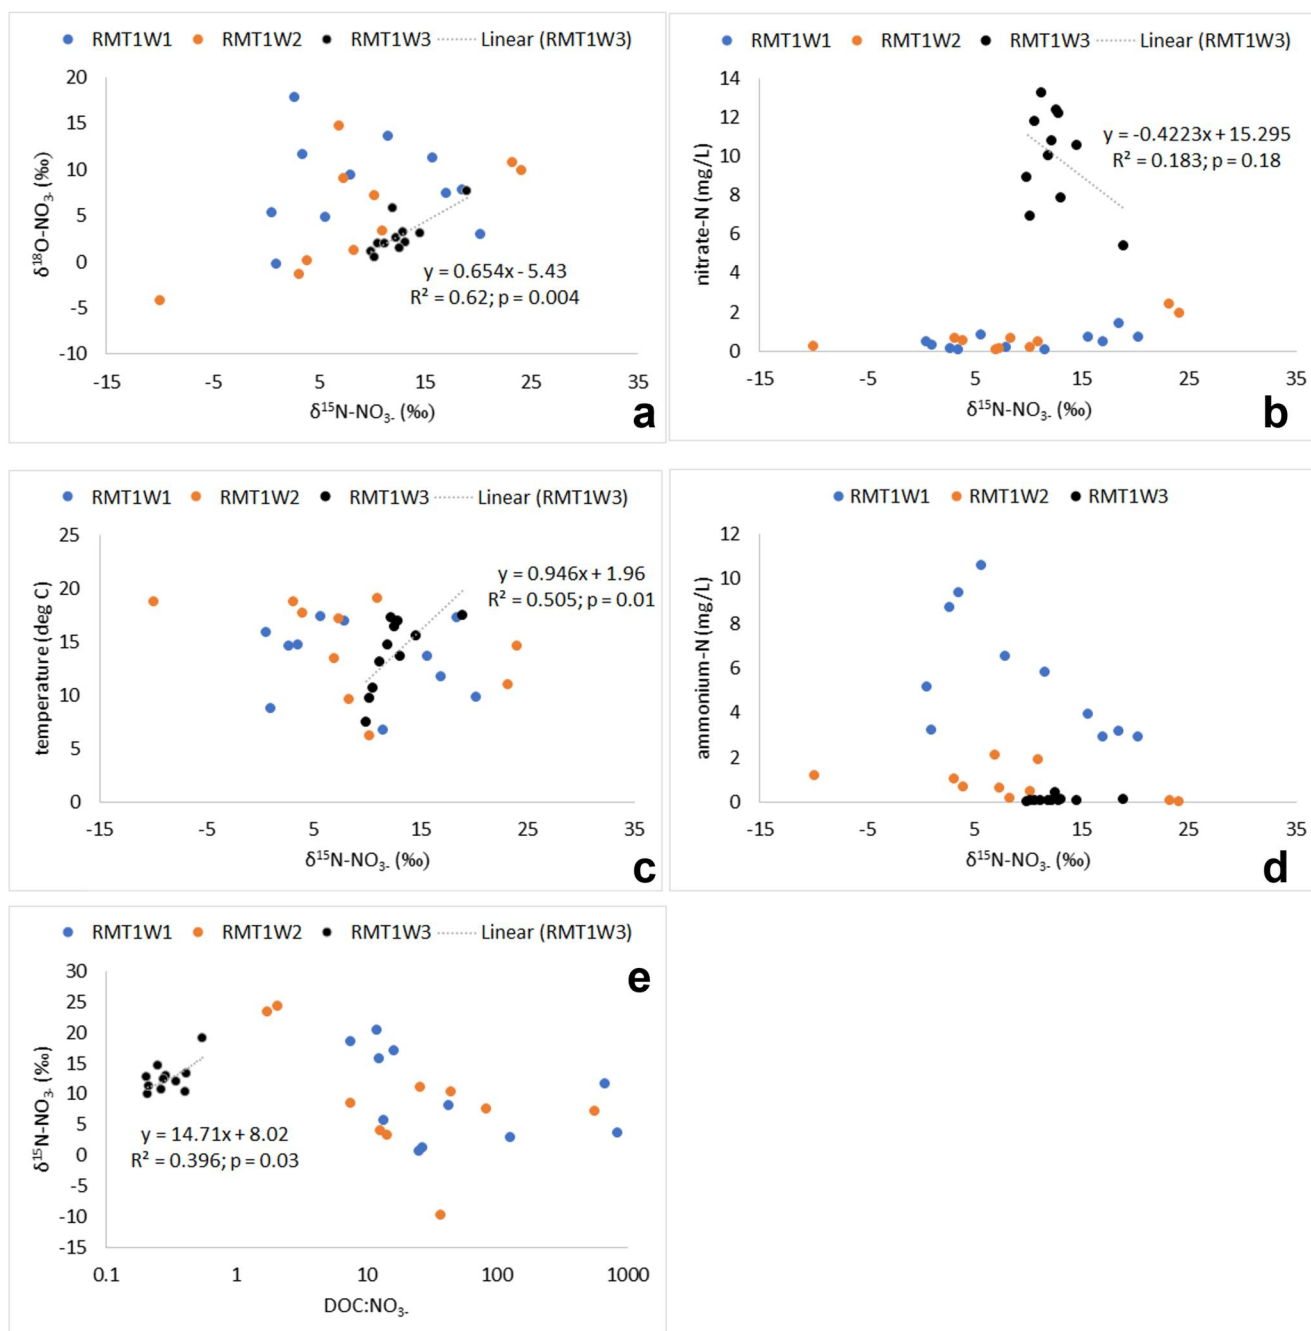 RMT1W1 RMT1W2 RMT1W3 Linear (RMT1W3)
20
15
10
5
0
-5
-10
δ¹⁸O-NO₃₋ (‰)
y = 0.654x - 5.43
R² = 0.62; p = 0.004
-15 -5 5 15 25 35
δ¹⁵N-NO₃₋ (‰)
a
RMT1W1 RMT1W2 RMT1W3 Linear (RMT1W3)
14
12
10
8
6
4
2
0
nitrate-N (mg/L)
y = -0.4223x + 15.295
R² = 0.183; p = 0.18
-15 -5 5 15 25 35
δ¹⁵N-NO₃₋ (‰)
b
RMT1W1 RMT1W2 RMT1W3 Linear (RMT1W3)
25
20
15
10
5
0
temperature (deg C)
y = 0.946x + 1.96
R² = 0.505; p = 0.01
-15 -5 5 15 25 35
δ¹⁵N-NO₃₋ (‰)
c
RMT1W1 RMT1W2 RMT1W3
12
10
8
6
4
2
0
ammonium-N (mg/L)
-15 -5 5 15 25 35
δ¹⁵N-NO₃₋ (‰)
d
RMT1W1 RMT1W2 RMT1W3 Linear (RMT1W3)
e
30
25
20
15
10
5
0
-5
-10
-15
δ¹⁵N-NO₃₋ (‰)
y = 14.71x + 8.02
R² = 0.396; p = 0.03
0.1 1 10 100 1000
DOC:NO₃₋